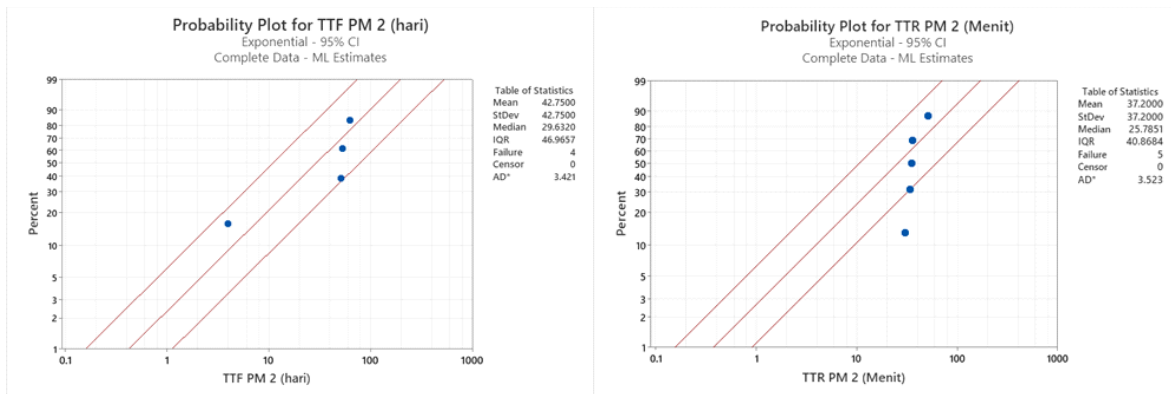 Probability Plot for TTF PM 2 (hari)
Exponential - 95% CI
Complete Data - ML Estimates
99
90
80
70
60
50
40
30
20
10
5
3
2
1
Percent
0.1 1 10 100 1000
TTF PM 2 (hari)
Table of Statistics
Mean 42.7500
StDev 42.7500
Median 29.6320
IQR 46.9657
Failure 4
Censor 0
AD* 3.421
Probability Plot for TTR PM 2 (Menit)
Exponential - 95% CI
Complete Data - ML Estimates
99
90
80
70
60
50
40
30
20
10
5
3
2
1
Percent
0.1 1 10 100 1000
TTR PM 2 (Menit)
Table of Statistics
Mean 37.2000
StDev 37.2000
Median 25.7851
IQR 40.8684
Failure 5
Censor 0
AD* 3.523